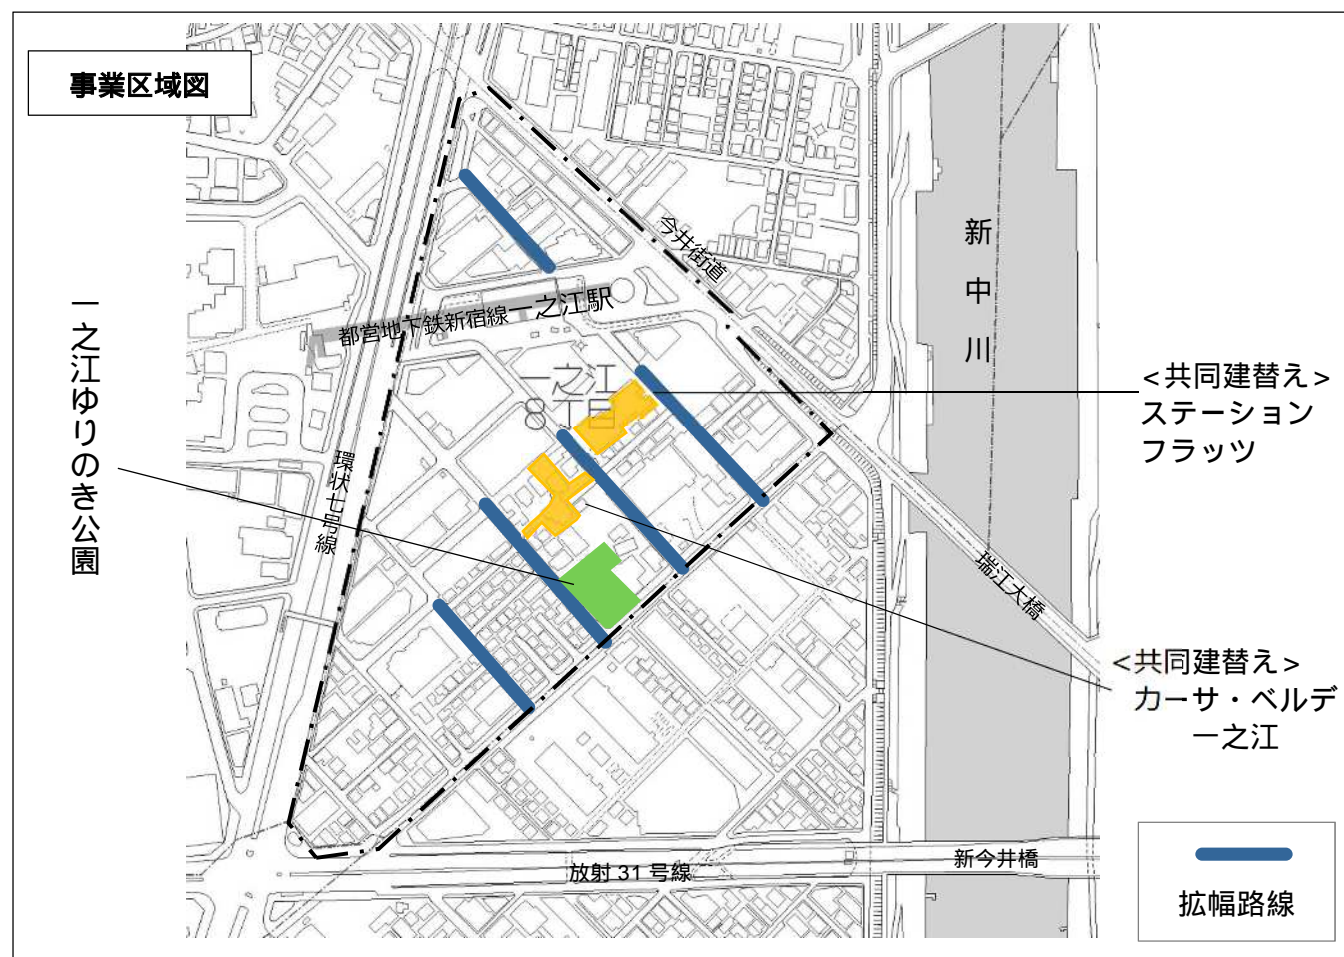 事業区域図
今井街道
新中川
都営地下鉄新宿線一之江駅
一之江
8丁目
一之江ゆりのき公園
環状七号線
<共同建替え>
ステーション
フラッツ
瑞江大橋
<共同建替え>
カーサ・ベルデ
一之江
放射 31 号線
新今井橋
拡幅路線